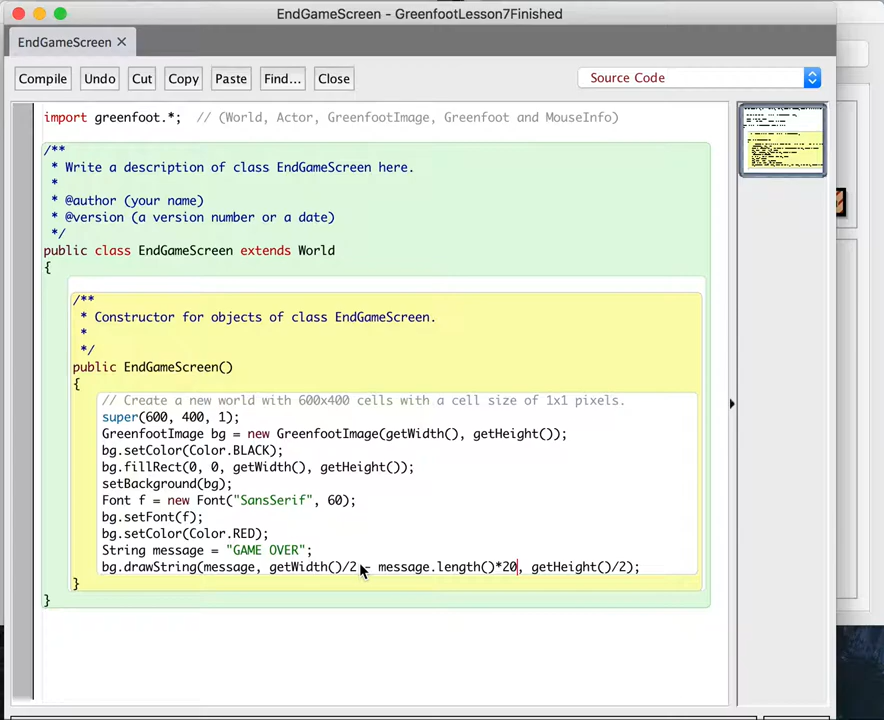 EndGameScreen - GreenfootLesson7Finished
EndGameScreen ✕
Compile Undo Cut Copy Paste Find... Close Source Code
import greenfoot.*;  // (World, Actor, GreenfootImage, Greenfoot and MouseInfo)
/**
 * Write a description of class EndGameScreen here.
 *
 * @author (your name)
 * @version (a version number or a date)
 */
public class EndGameScreen extends World
{
/**
 * Constructor for objects of class EndGameScreen.
 *
 */
public EndGameScreen()
{
// Create a new world with 600x400 cells with a cell size of 1x1 pixels.
super(600, 400, 1);
GreenfootImage bg = new GreenfootImage(getWidth(), getHeight());
bg.setColor(Color.BLACK);
bg.fillRect(0, 0, getWidth(), getHeight());
setBackground(bg);
Font f = new Font("SansSerif", 60);
bg.setFont(f);
bg.setColor(Color.RED);
String message = "GAME OVER";
bg.drawString(message, getWidth()/2 - message.length()*20, getHeight()/2);
}
}